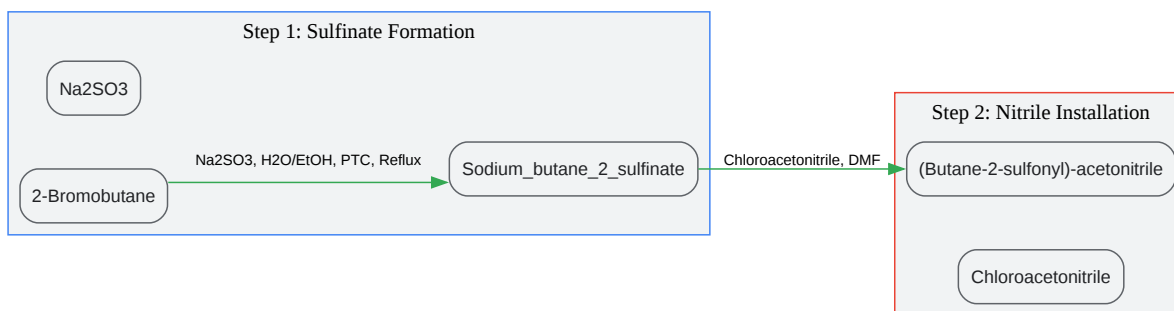 Step 1: Sulfinate Formation
Na2SO3
2-Bromobutane
Na2SO3, H2O/EtOH, PTC, Reflux
Sodium_butane_2_sulfinate
Chloroacetonitrile, DMF
Step 2: Nitrile Installation
(Butane-2-sulfonyl)-acetonitrile
Chloroacetonitrile